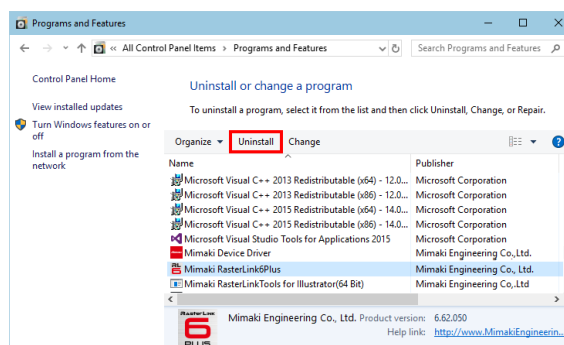 Programs and Features
« All Control Panel Items › Programs and Features
Search Programs and Features
Control Panel Home
View installed updates
Turn Windows features on or
off
Install a program from the
network
Uninstall or change a program
To uninstall a program, select it from the list and then click Uninstall, Change, or Repair.
Organize Uninstall Change
Name Publisher
Microsoft Visual C++ 2013 Redistributable (x64) - 12.0... Microsoft Corporation
Microsoft Visual C++ 2013 Redistributable (x86) - 12.0... Microsoft Corporation
Microsoft Visual C++ 2015 Redistributable (x64) - 14.0... Microsoft Corporation
Microsoft Visual C++ 2015 Redistributable (x86) - 14.0... Microsoft Corporation
Microsoft Visual Studio Tools for Applications 2015 Microsoft Corporation
Mimaki Device Driver Mimaki Engineering Co.,Ltd.
Mimaki RasterLink6Plus Mimaki Engineering Co., Ltd.
Mimaki RasterLinkTools for Illustrator(64 Bit) Mimaki Engineering Co,.Ltd
RasterLink
6
PLUS
Mimaki Engineering Co., Ltd. Product version: 6.62.050
Help link: http://www.MimakiEngineerin...